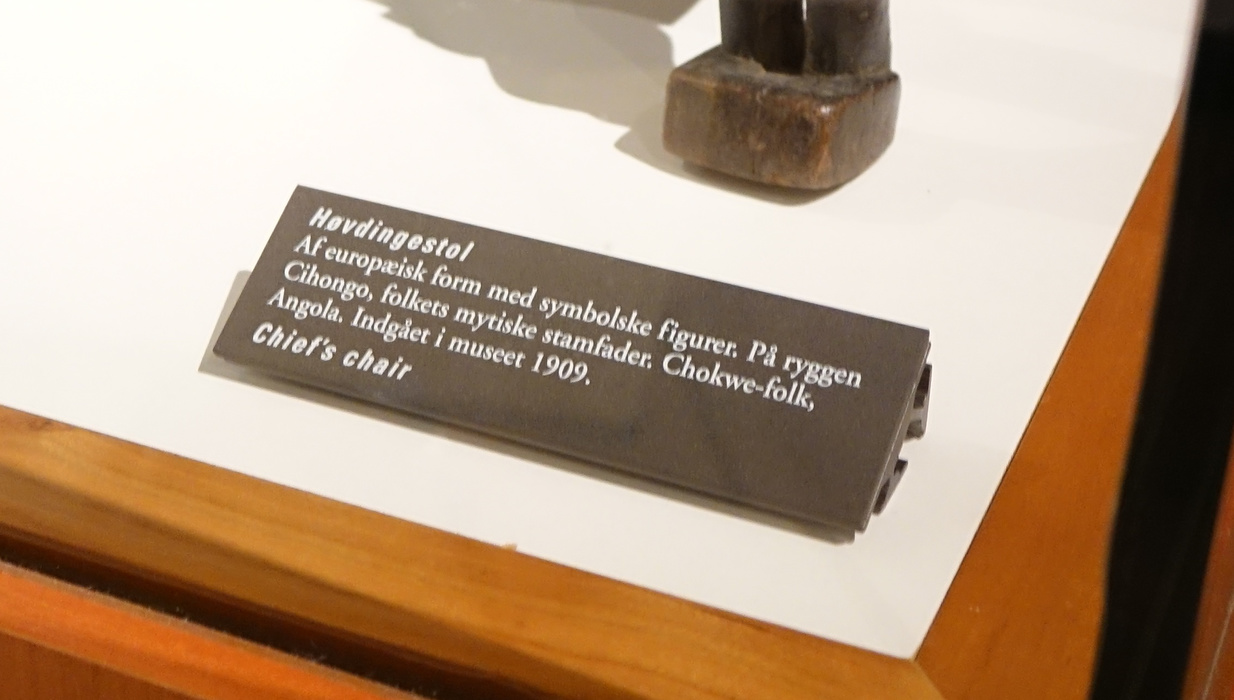 Høvdingestol
Af europæisk form med symbolske figurer. På ryggen
Cihongo, folkets mytiske stamfader. Chokwe-folk,
Angola. Indgået i museet 1909.
Chief's chair